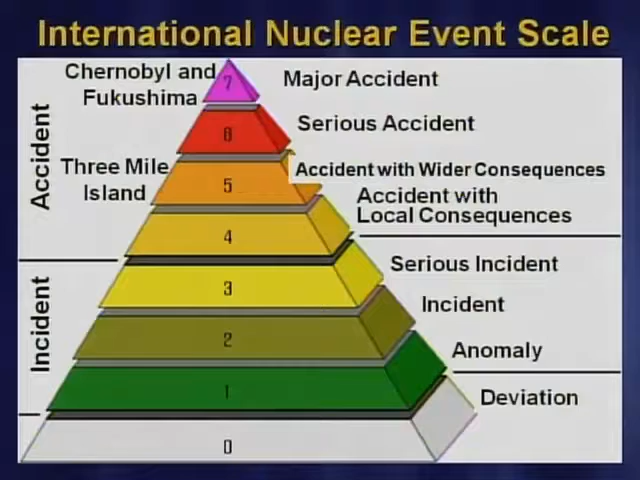 International Nuclear Event Scale
Chernobyl and
Fukushima
7
Major Accident
6
Serious Accident
Three Mile
Island
5
Accident with Wider Consequences
4
Accident with
Local Consequences
Accident
3
Serious Incident
2
Incident
1
Anomaly
Incident
0
Deviation